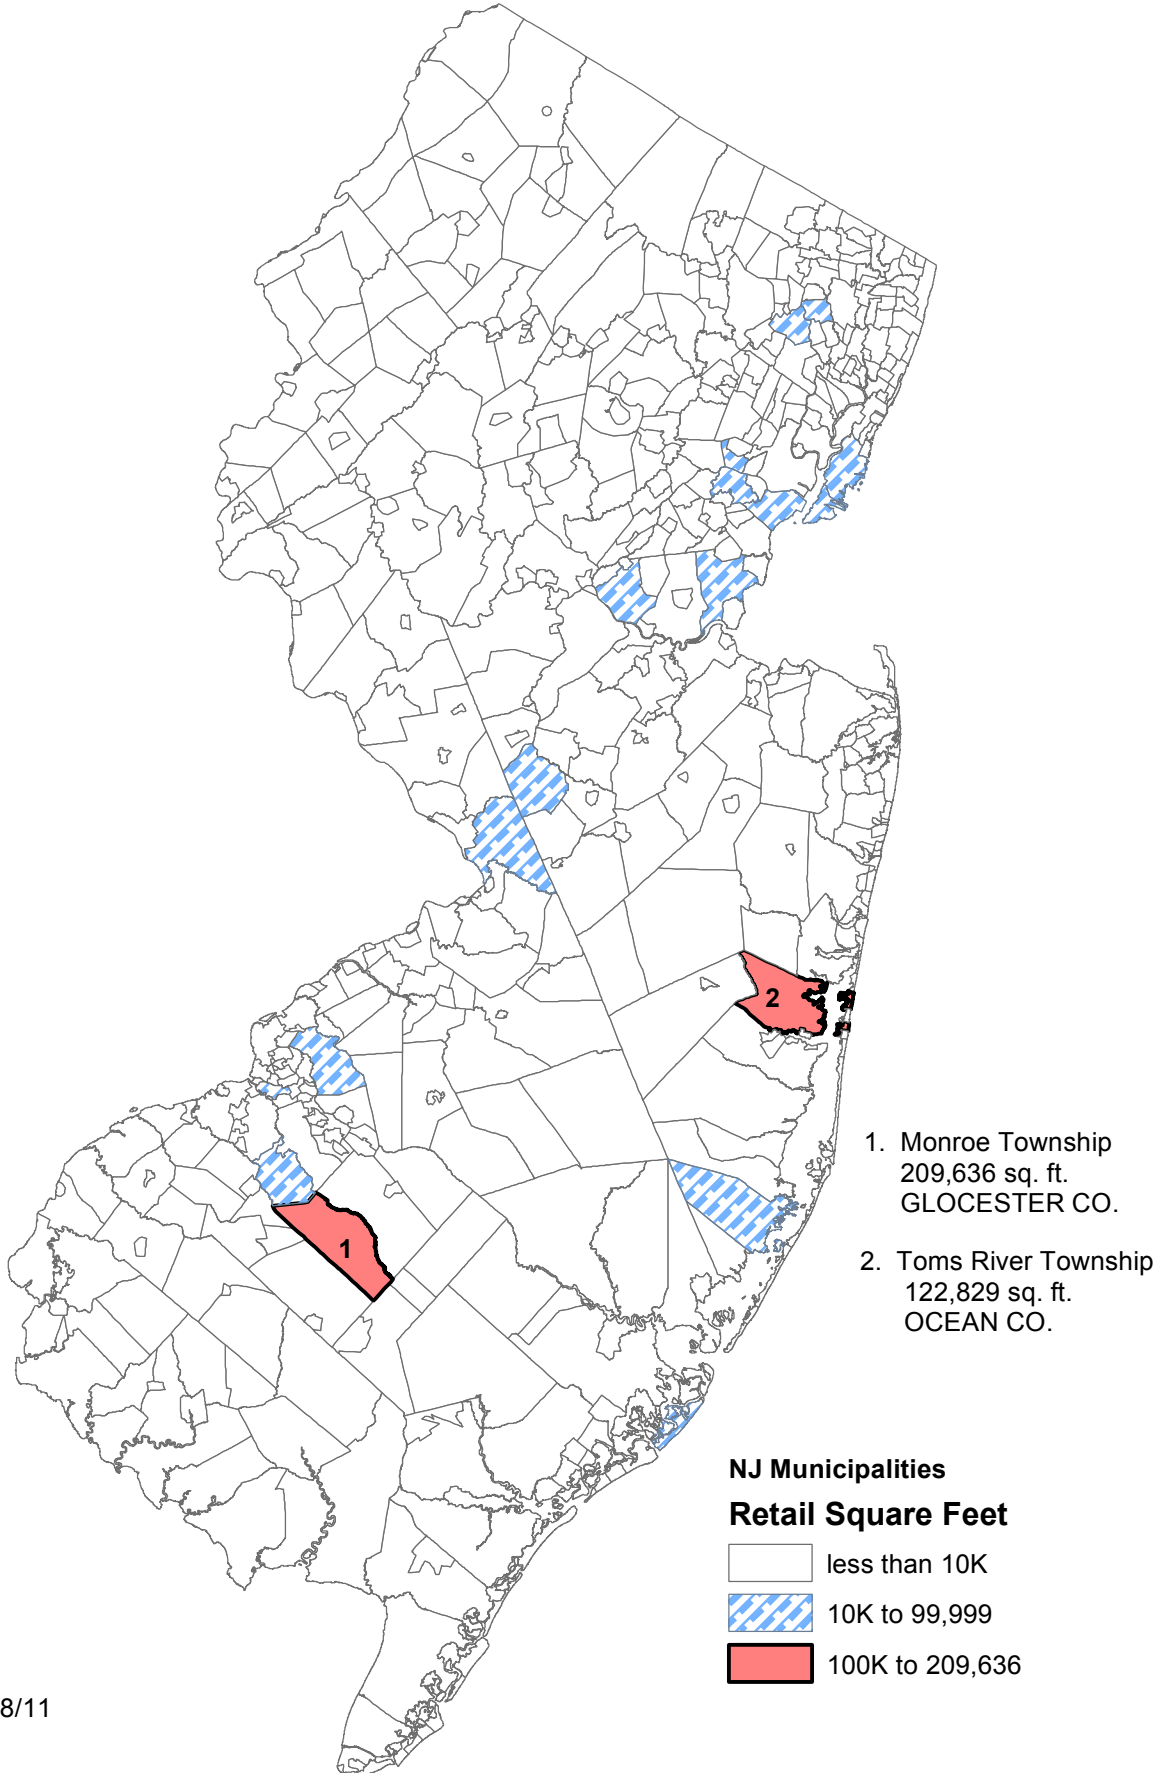 2
1
1. Monroe Township
209,636 sq. ft.
GLOCESTER CO.
2. Toms River Township
122,829 sq. ft.
OCEAN CO.
NJ Municipalities
Retail Square Feet
less than 10K
10K to 99,999
100K to 209,636
8/11